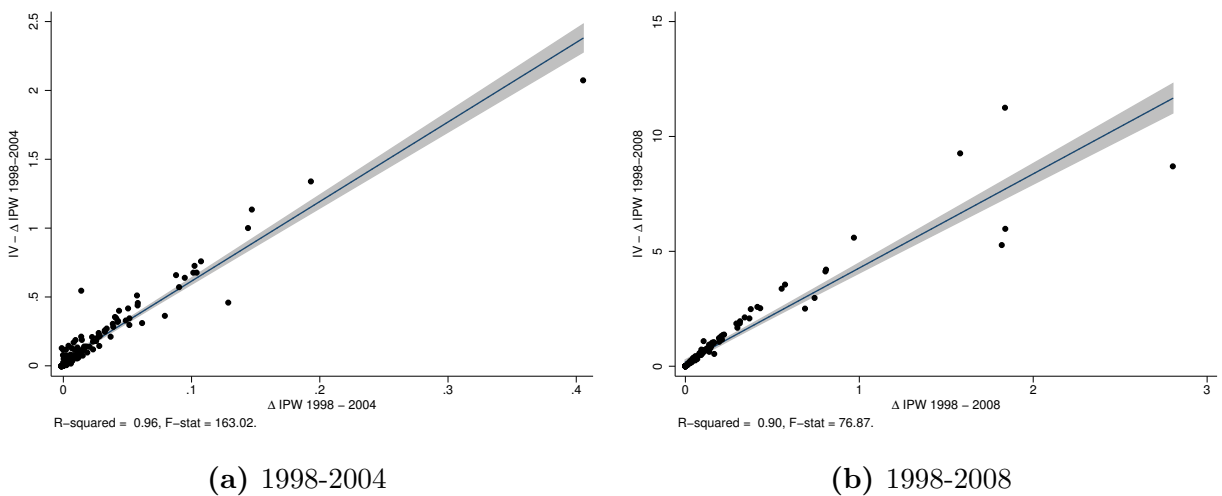 IV − Δ IPW 1998−2004
2.5
2
1.5
1
.5
0
0 .1 .2 .3 .4
Δ IPW 1998 − 2004
R−squared = 0.96, F−stat = 163.02.
(a) 1998-2004
IV − Δ IPW 1998−2008
15
10
5
0
0 1 2 3
Δ IPW 1998 − 2008
R−squared = 0.90, F−stat = 76.87.
(b) 1998-2008